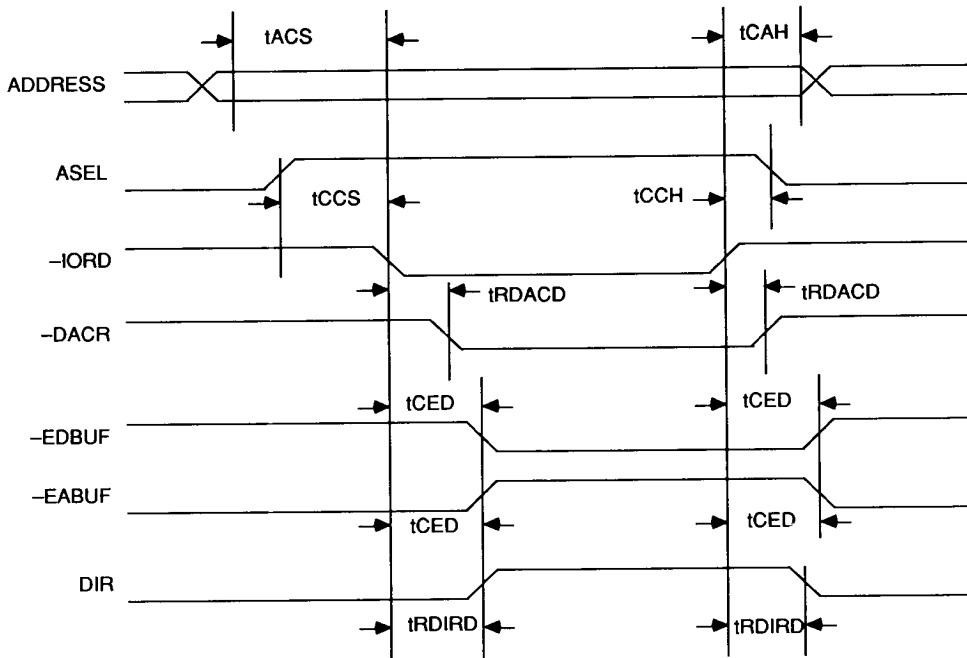 tACS tCAH
ADDRESS
ASEL
tCCS tCCH
–IORD
tRDACD tRDACD
–DACR
tCED tCED
–EDBUF
–EABUF
tCED tCED
DIR
tRDIRD tRDIRD